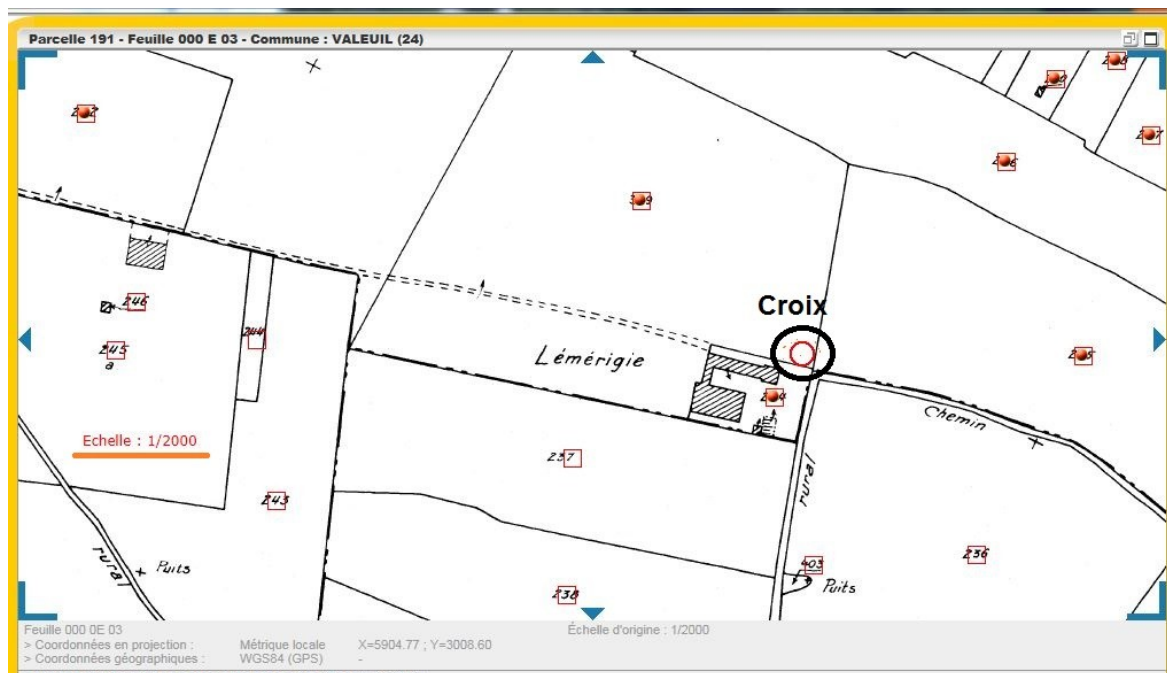 Parcelle 191 - Feuille 000 E 03 - Commune : VALEUIL (24)
Croix
Lémérigie
246
245
a
244
Echelle : 1/2000
237
243
238
Chemin
rural
236
403
Puits
rural
Puits
Feuille 000 0E 03
Échelle d'origine : 1/2000
> Coordonnées en projection : Métrique locale X=5904.77 ; Y=3008.60
> Coordonnées géographiques : WGS84 (GPS) -